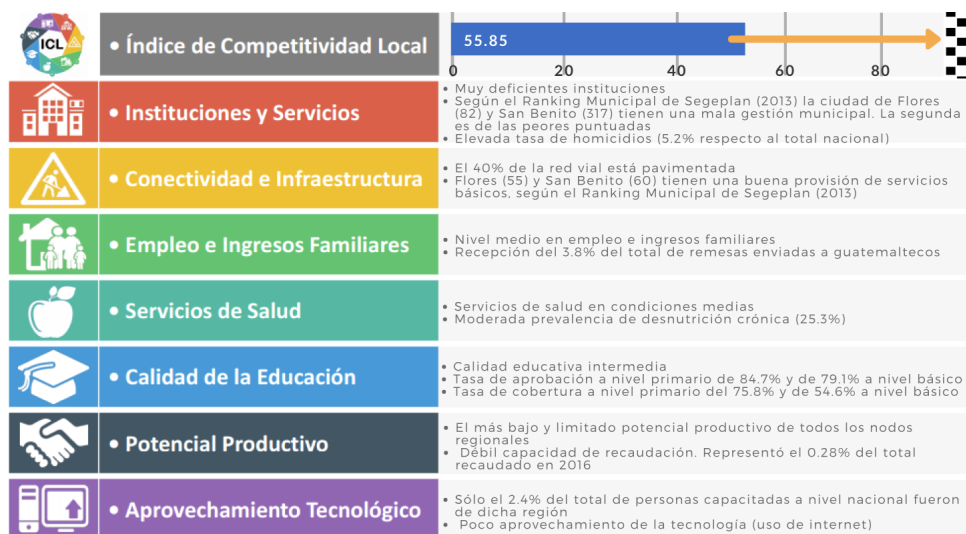 ICL
• Índice de Competitividad Local
55.85
0 20 40 60 80
• Instituciones y Servicios
• Muy deficientes instituciones
• Según el Ranking Municipal de Segeplan (2013) la ciudad de Flores
(82) y San Benito (317) tienen una mala gestión municipal. La segunda
es de las peores puntuadas
• Elevada tasa de homicidios (5.2% respecto al total nacional)
• Conectividad e Infraestructura
• El 40% de la red vial está pavimentada
• Flores (55) y San Benito (60) tienen una buena provisión de servicios
básicos, según el Ranking Municipal de Segeplan (2013)
• Empleo e Ingresos Familiares
• Nivel medio en empleo e ingresos familiares
• Recepción del 3.8% del total de remesas enviadas a guatemaltecos
• Servicios de Salud
• Servicios de salud en condiciones medias
• Moderada prevalencia de desnutrición crónica (25.3%)
• Calidad de la Educación
• Calidad educativa intermedia
• Tasa de aprobación a nivel primario de 84.7% y de 79.1% a nivel básico
• Tasa de cobertura a nivel primario del 75.8% y de 54.6% a nivel básico
• Potencial Productivo
• El más bajo y limitado potencial productivo de todos los nodos
regionales
• Débil capacidad de recaudación. Representó el 0.28% del total
recaudado en 2016
• Aprovechamiento Tecnológico
• Sólo el 2.4% del total de personas capacitadas a nivel nacional fueron
de dicha región
• Poco aprovechamiento de la tecnología (uso de internet)